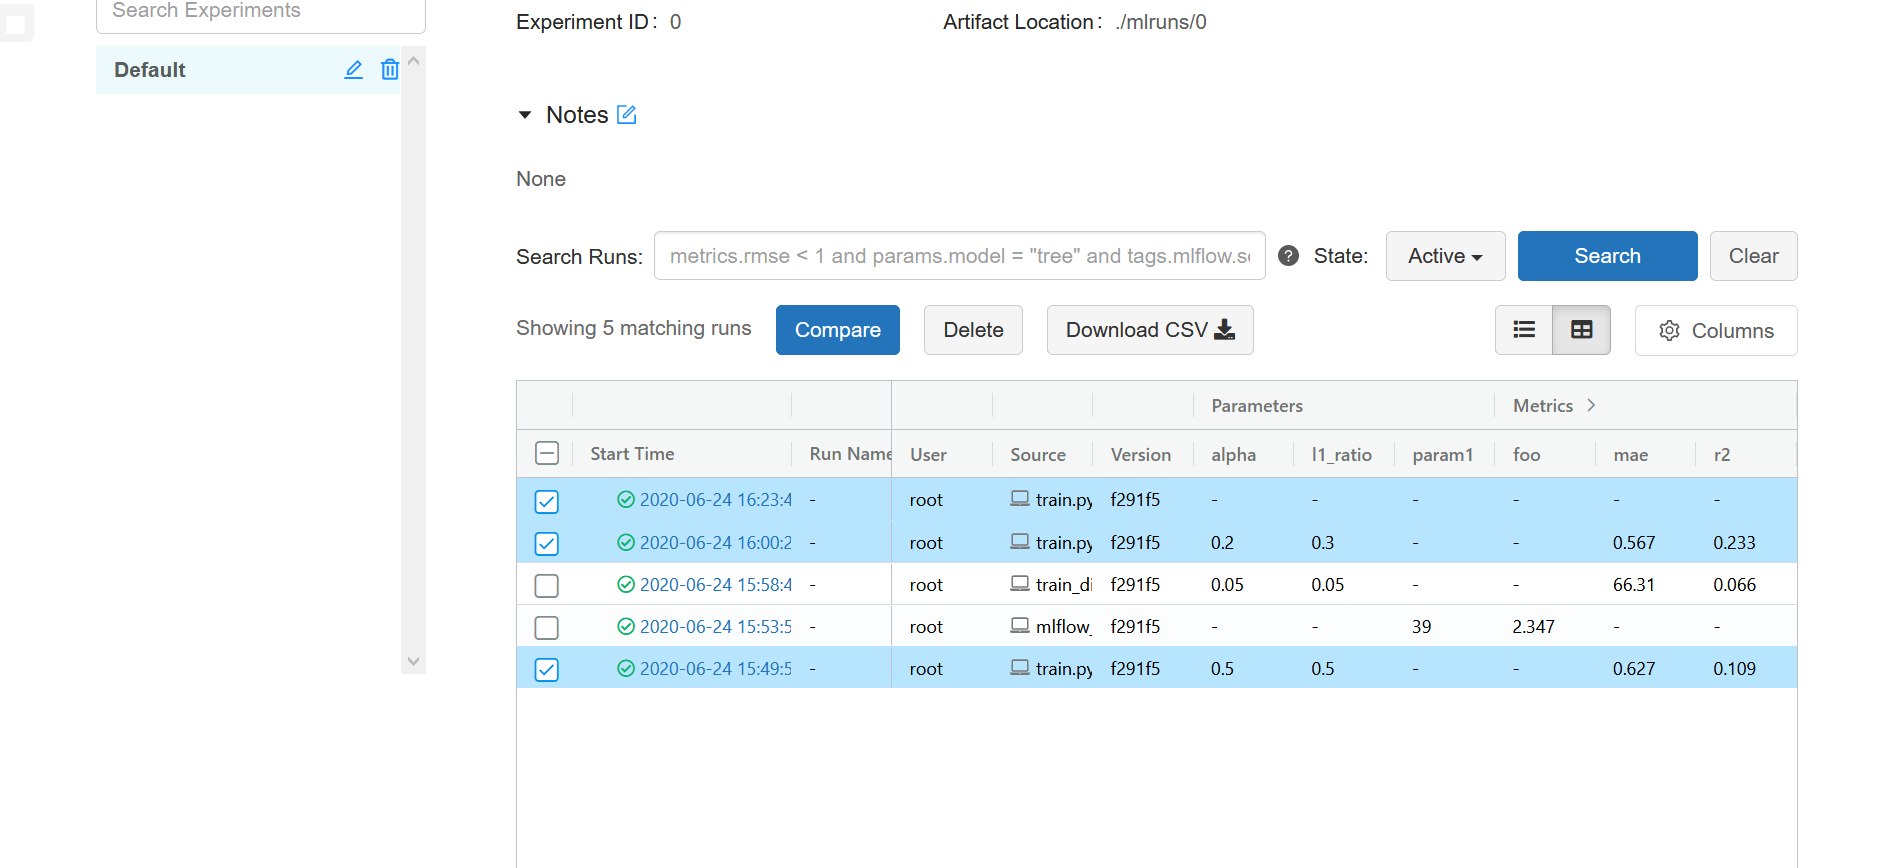 Search Experiments
Experiment ID: 0 Artifact Location: ./mlruns/0
Default
Notes
None
Search Runs: metrics.rmse < 1 and params.model = "tree" and tags.mlflow.so ? State: Active Search Clear
Showing 5 matching runs Compare Delete Download CSV Columns
Parameters Metrics >
Start Time Run Name User Source Version alpha l1_ratio param1 foo mae r2
2020-06-24 16:23:4 - root train.py f291f5 - - - - - -
2020-06-24 16:00:2 - root train.py f291f5 0.2 0.3 - - 0.567 0.233
2020-06-24 15:58:4 - root train_di f291f5 0.05 0.05 - - 66.31 0.066
2020-06-24 15:53:5 - root mlflow_ f291f5 - - 39 2.347 - -
2020-06-24 15:49:5 - root train.py f291f5 0.5 0.5 - - 0.627 0.109